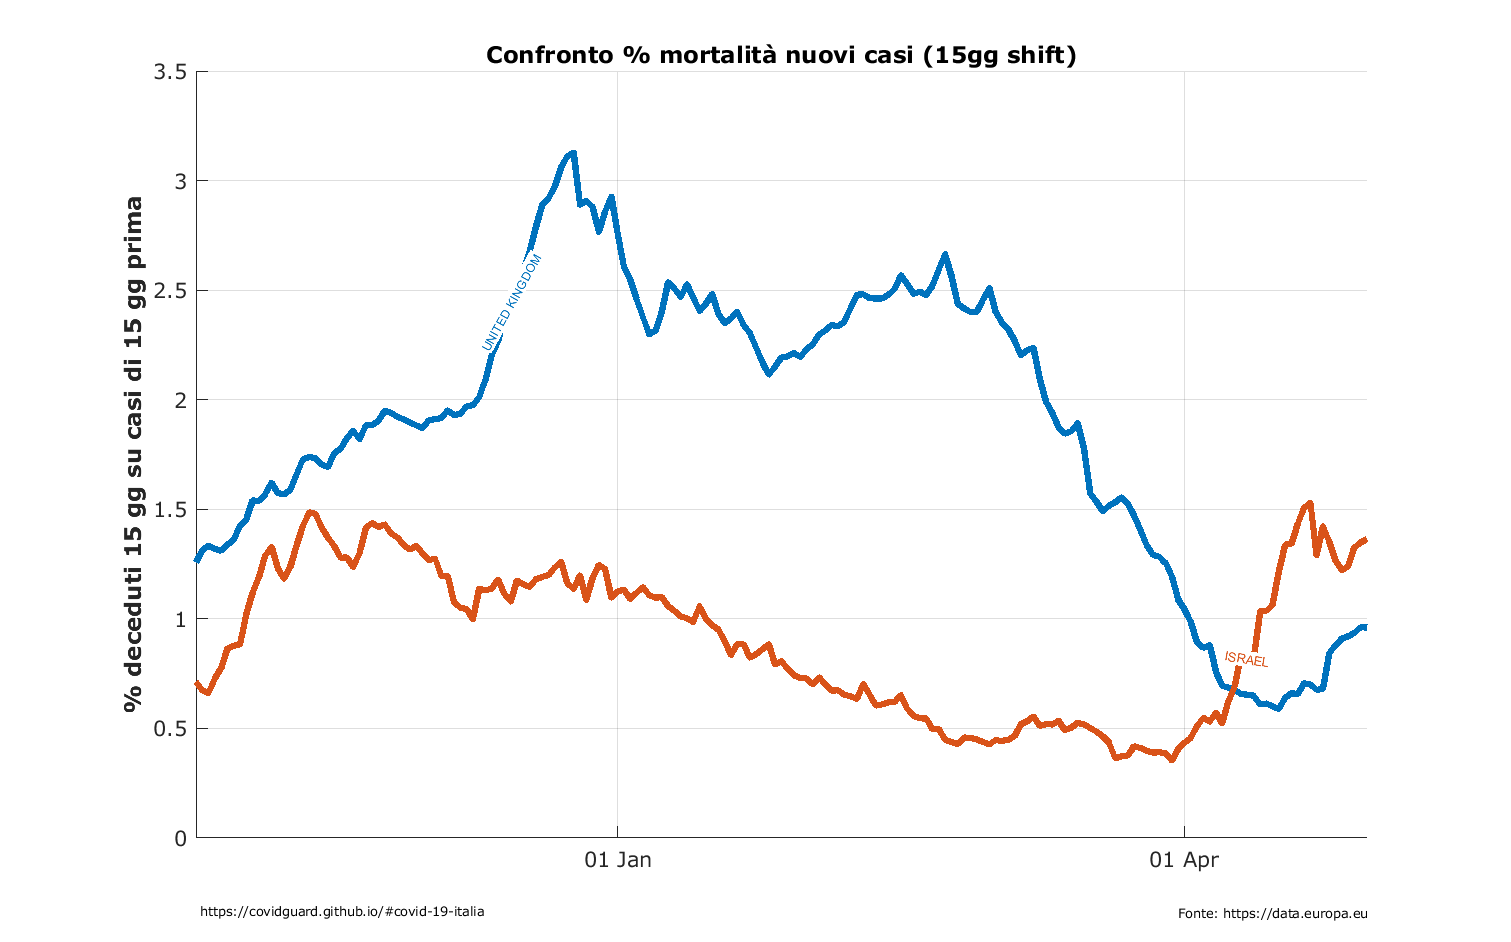 Confronto % mortalità nuovi casi (15gg shift)
% deceduti 15 gg su casi di 15 gg prima
3.5
3
2.5
2
1.5
1
0.5
0
UNITED KINGDOM
ISRAEL
01 Jan
01 Apr
https://covidguard.github.io/#covid-19-italia
Fonte: https://data.europa.eu